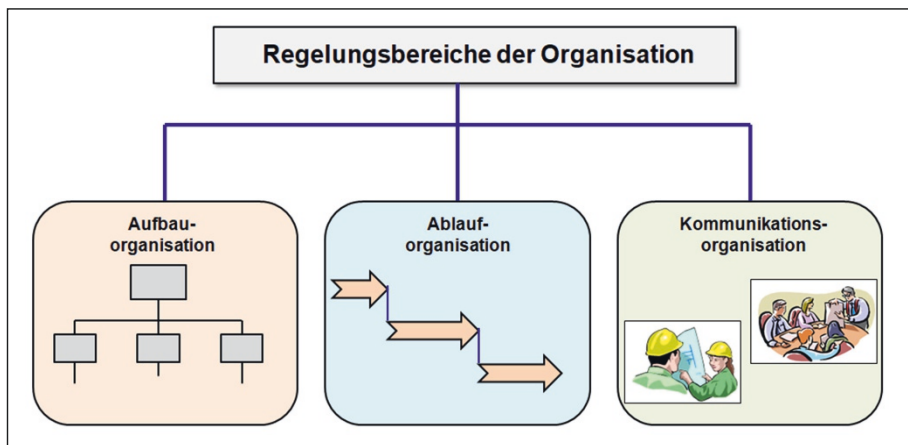 Regelungsbereiche der Organisation
Aufbau-
organisation
Ablauf-
organisation
Kommunikations-
organisation